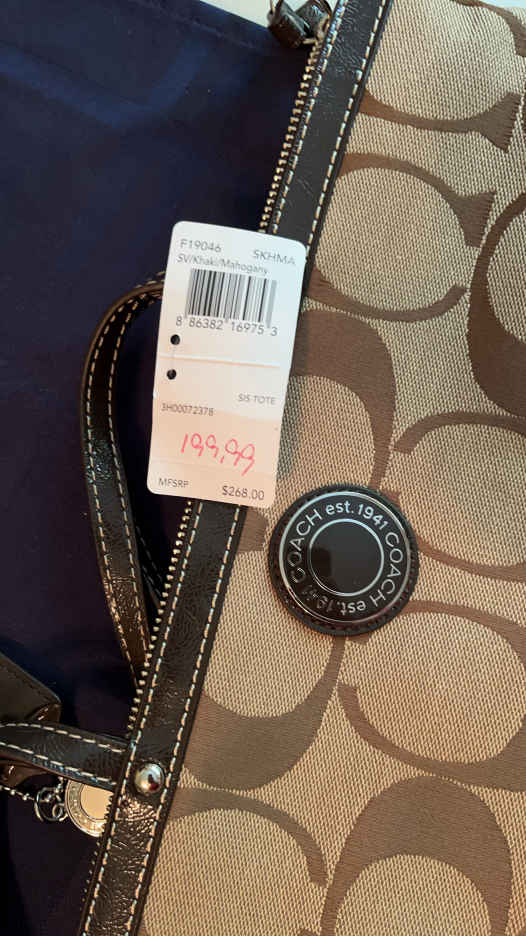 F19046 SKHMA
SV/Khaki/Mahogany
8 86382 16975 3
SIS TOTE
3H00072378
199.99
MFSRP $268.00
COACH est. 1941 COACH est. 1941